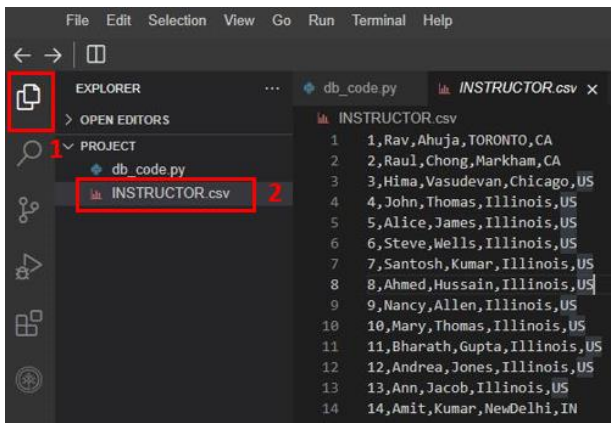 File Edit Selection View Go Run Terminal Help
EXPLORER ...
OPEN EDITORS
1 PROJECT
db_code.py
INSTRUCTOR.csv 2
db_code.py INSTRUCTOR.csv
INSTRUCTOR.csv
1 1,Rav,Ahuja,TORONTO,CA
2 2,Raul,Chong,Markham,CA
3 3,Hima,Vasudevan,Chicago,US
4 4,John,Thomas,Illinois,US
5 5,Alice,James,Illinois,US
6 6,Steve,Wells,Illinois,US
7 7,Santosh,Kumar,Illinois,US
8 8,Ahmed,Hussain,Illinois,US
9 9,Nancy,Allen,Illinois,US
10 10,Mary,Thomas,Illinois,US
11 11,Bharath,Gupta,Illinois,US
12 12,Andrea,Jones,Illinois,US
13 13,Ann,Jacob,Illinois,US
14 14,Amit,Kumar,NewDelhi,IN